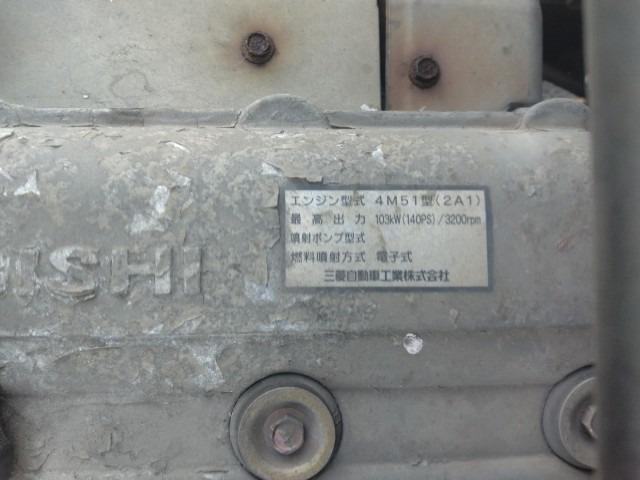 エンジン型式 4M51型(2A1)
最高出力 103kW(140PS)/3200rpm
噴射ポンプ型式
燃料噴射方式 電子式
三菱自動車工業株式会社
ISHI